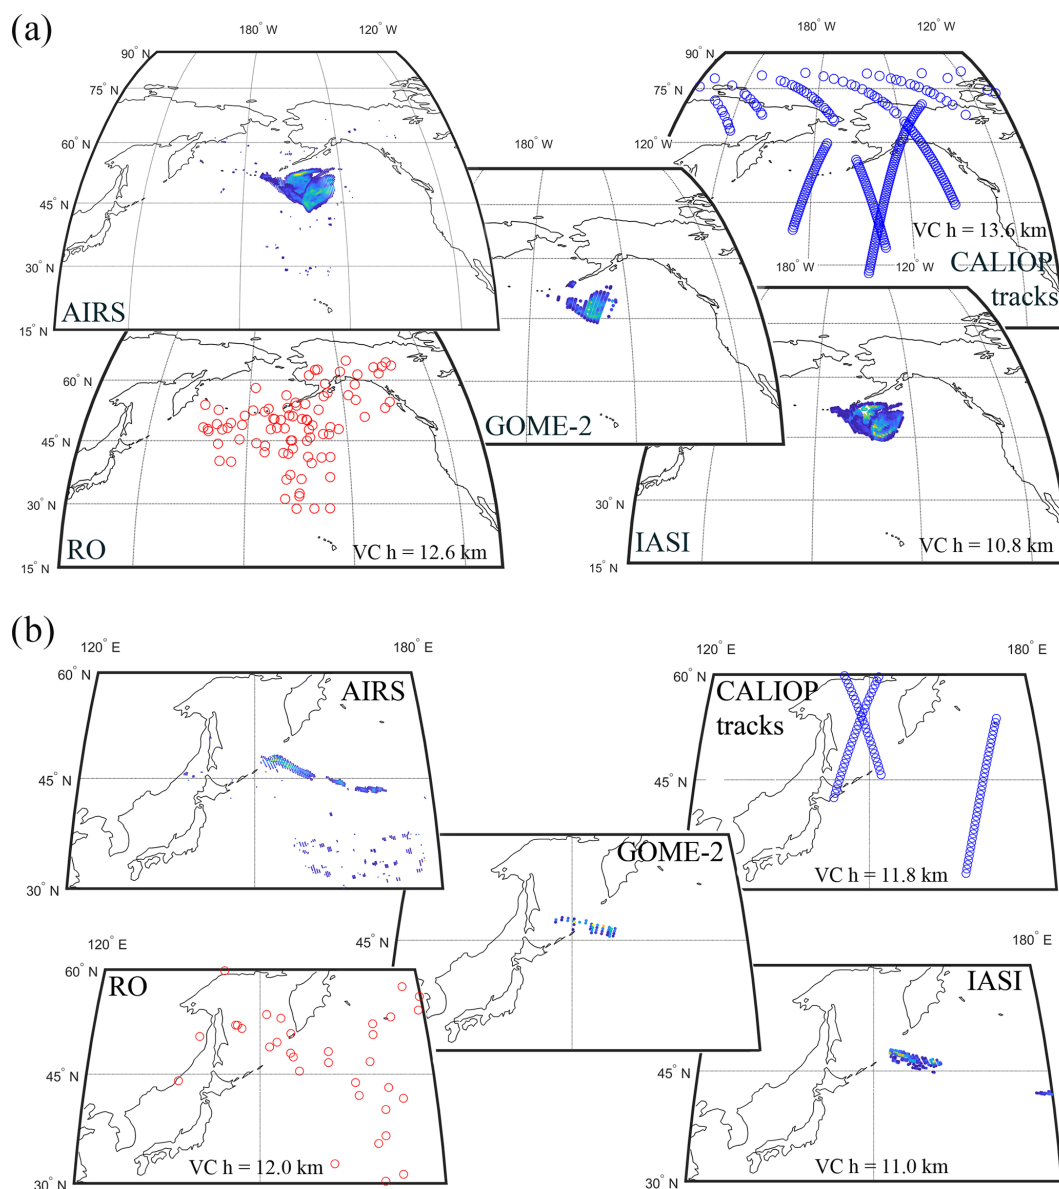 (a)
180° W
120° W
90° N
75° N
60° N
45° N
30° N
15° N
AIRS
180° W
120° W
90° N
75° N
60° N
VC h = 13.6 km
CALIOP
tracks
180° W
120° W
GOME-2
60° N
45° N
30° N
15° N
RO
VC h = 12.6 km
180° W
120° W
60° N
45° N
30° N
15° N
IASI
VC h = 10.8 km
(b)
120° E
180° E
60° N
45° N
30° N
AIRS
120° E
180° E
60° N
45° N
30° N
CALIOP
tracks
VC h = 11.8 km
GOME-2
45° N
120° E
60° N
45° N
30° N
RO
VC h = 12.0 km
180° E
45° N
30° N
IASI
VC h = 11.0 km